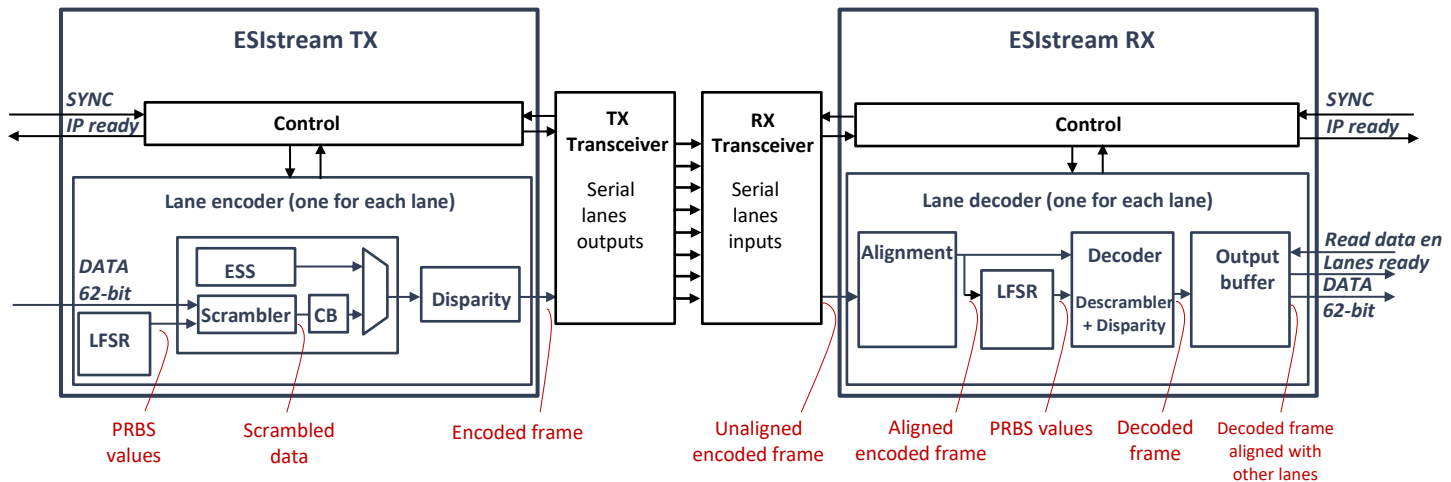 ESIstream TX
SYNC
IP ready
Control
Lane encoder (one for each lane)
DATA
62-bit
ESS
Scrambler
CB
LFSR
Disparity
TX
Transceiver
Serial
lanes
outputs
RX
Transceiver
Serial
lanes
inputs
ESIstream RX
Control
SYNC
IP ready
Lane decoder (one for each lane)
Alignment
LFSR
Decoder
Descrambler
+ Disparity
Output
buffer
Read data en
Lanes ready
DATA
62-bit
PRBS
values
Scrambled
data
Encoded frame
Unaligned
encoded frame
Aligned
encoded frame
PRBS values
Decoded
frame
Decoded frame
aligned with
other lanes